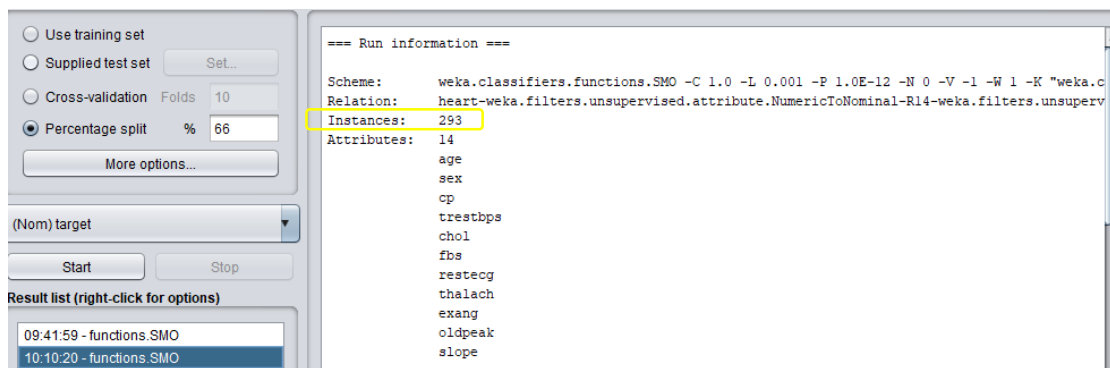 Use training set
Supplied test set Set...
Cross-validation Folds 10
Percentage split % 66
More options...
(Nom) target
Start Stop
Result list (right-click for options)
09:41:59 - functions.SMO
10:10:20 - functions.SMO
=== Run information ===
Scheme: weka.classifiers.functions.SMO -C 1.0 -L 0.001 -P 1.0E-12 -N 0 -V -1 -W 1 -K "weka.c
Relation: heart-weka.filters.unsupervised.attribute.NumericToNominal-R14-weka.filters.unsuperv
Instances: 293
Attributes: 14
age
sex
cp
trestbps
chol
fbs
restecg
thalach
exang
oldpeak
slope